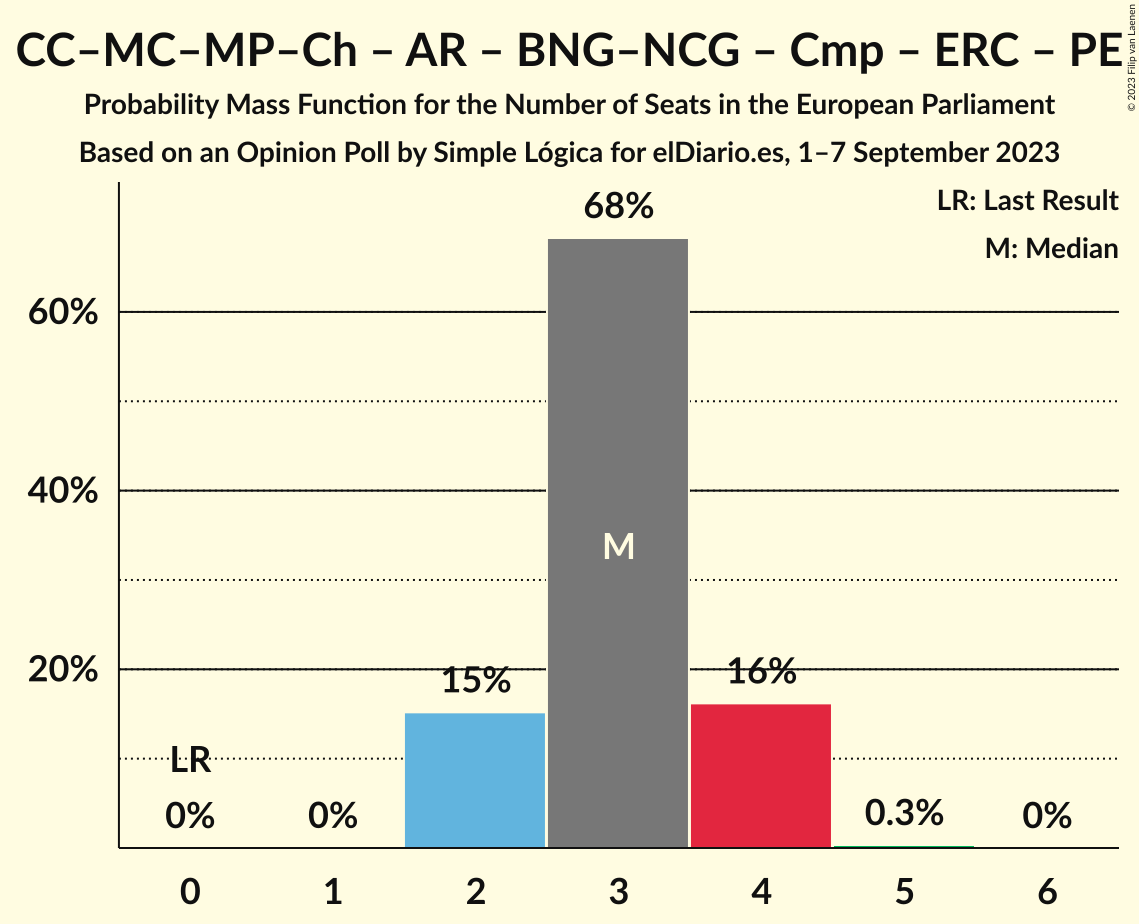 CC–MC–MP–Ch – AR – BNG–NCG – Cmp – ERC – PE
© 2023 Filip van Laenen
Probability Mass Function for the Number of Seats in the European Parliament
Based on an Opinion Poll by Simple Lógica for elDiario.es, 1–7 September 2023
LR: Last Result
M: Median
68%
60%
40%
M
20%
15%
16%
LR
0%
0%
0.3%
0%
0 1 2 3 4 5 6